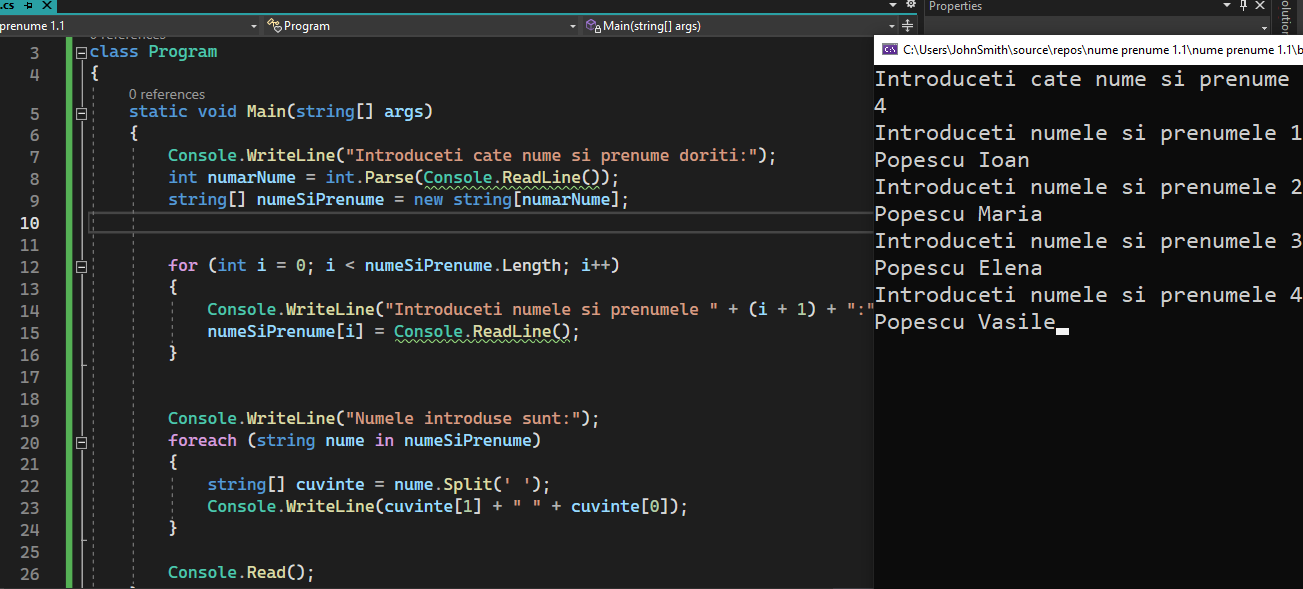 .cs
Properties
prenume 1.1
Program
Main(string[] args)
C:\Users\JohnSmith\source\repos\nume prenume 1.1\nume prenume 1.1\b
0 references
3 class Program
4 {
0 references
5 static void Main(string[] args)
6 {
7 Console.WriteLine("Introduceti cate nume si prenume doriti:");
8 int numarNume = int.Parse(Console.ReadLine());
9 string[] numeSiPrenume = new string[numarNume];
10
11
12 for (int i = 0; i < numeSiPrenume.Length; i++)
13 {
14 Console.WriteLine("Introduceti numele si prenumele " + (i + 1) + ":"
15 numeSiPrenume[i] = Console.ReadLine();
16 }
17
18
19 Console.WriteLine("Numele introduse sunt:");
20 foreach (string nume in numeSiPrenume)
21 {
22 string[] cuvinte = nume.Split(' ');
23 Console.WriteLine(cuvinte[1] + " " + cuvinte[0]);
24 }
25
26 Console.Read();
Introduceti cate nume si prenume
4
Introduceti numele si prenumele 1
Popescu Ioan
Introduceti numele si prenumele 2
Popescu Maria
Introduceti numele si prenumele 3
Popescu Elena
Introduceti numele si prenumele 4
Popescu Vasile